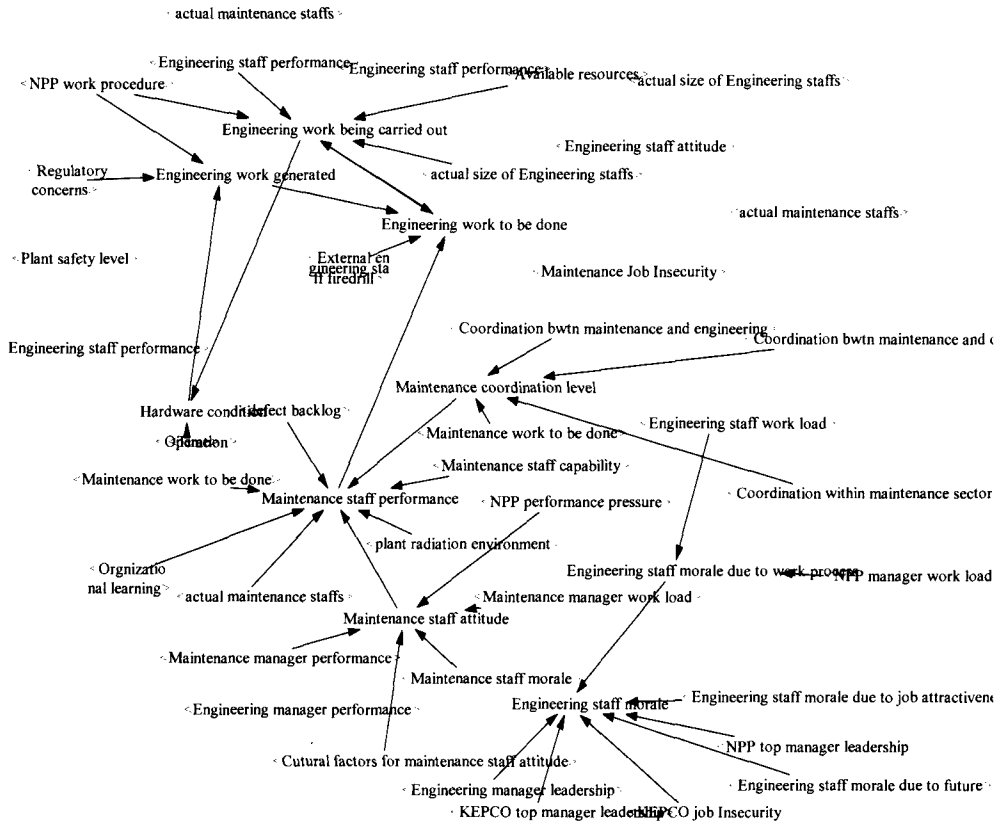 actual maintenance staffs
Engineering staff performance
Engineering staff performance
Available resources
actual size of Engineering staffs
NPP work procedure
Engineering work being carried out
Engineering staff attitude
Regulatory
concerns
Engineering work generated
actual size of Engineering staffs
actual maintenance staffs
Engineering work to be done
Plant safety level
External en
gineering sta
ff firedrill
Maintenance Job Insecurity
Coordination bwtn maintenance and engineering
Coordination bwtn maintenance and
Engineering staff performance
Maintenance coordination level
Hardware condition
defect backlog
Engineering staff work load
Maintenance work to be done
Operation
Maintenance staff capability
Maintenance work to be done
Coordination within maintenance sector
Maintenance staff performance
NPP performance pressure
plant radiation environment
Orgnizatio
nal learning
Engineering staff morale due to work process
NPP manager work load
actual maintenance staffs
Maintenance manager work load
Maintenance staff attitude
Maintenance manager performance
Maintenance staff morale
Engineering staff morale due to job attractivene
Engineering staff morale
Engineering manager performance
NPP top manager leadership
Cutural factors for maintenance staff attitude
Engineering manager leadership
Engineering staff morale due to future
KEPCO top manager leadership
KEPCO job Insecurity